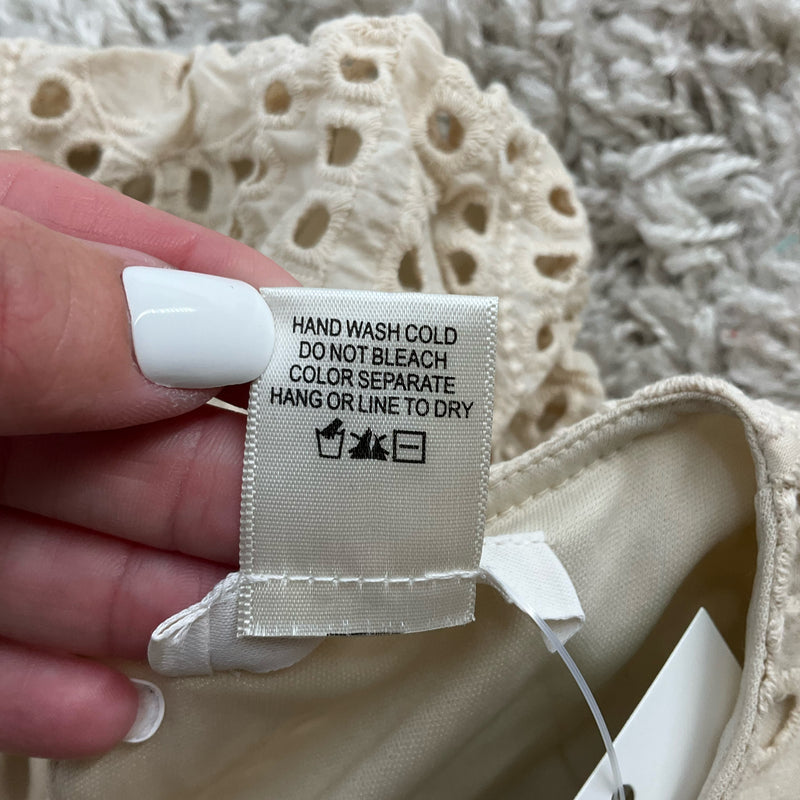 HAND WASH COLD
DO NOT BLEACH
COLOR SEPARATE
HANG OR LINE TO DRY